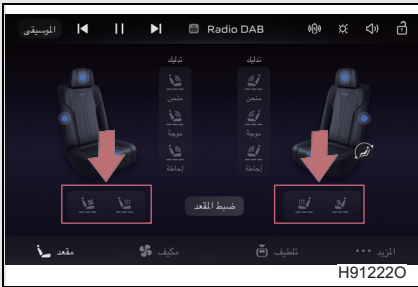 الموسيقى Radio DAB
تدليك تدليك
منحن منحن
موجة موجة
إحاطة إحاطة
ضبط المقعد
مقعد مكيف تلطيف المزيد
H91222O